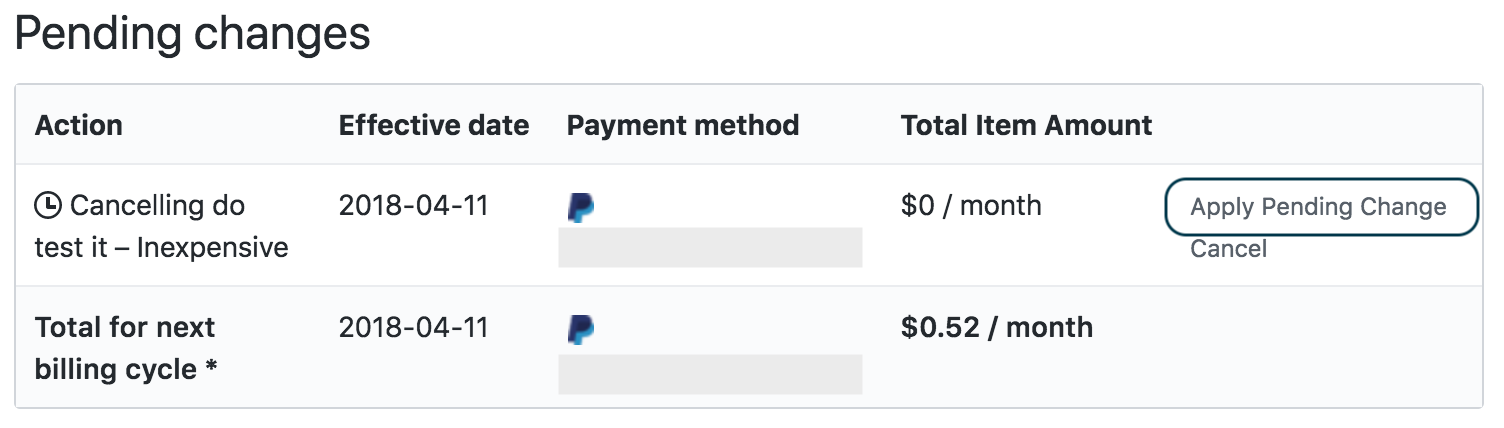 Pending changes
Action Effective date Payment method Total Item Amount
Cancelling do 2018-04-11 $0 / month Apply Pending Change
test it – Inexpensive Cancel
Total for next 2018-04-11 $0.52 / month
billing cycle *